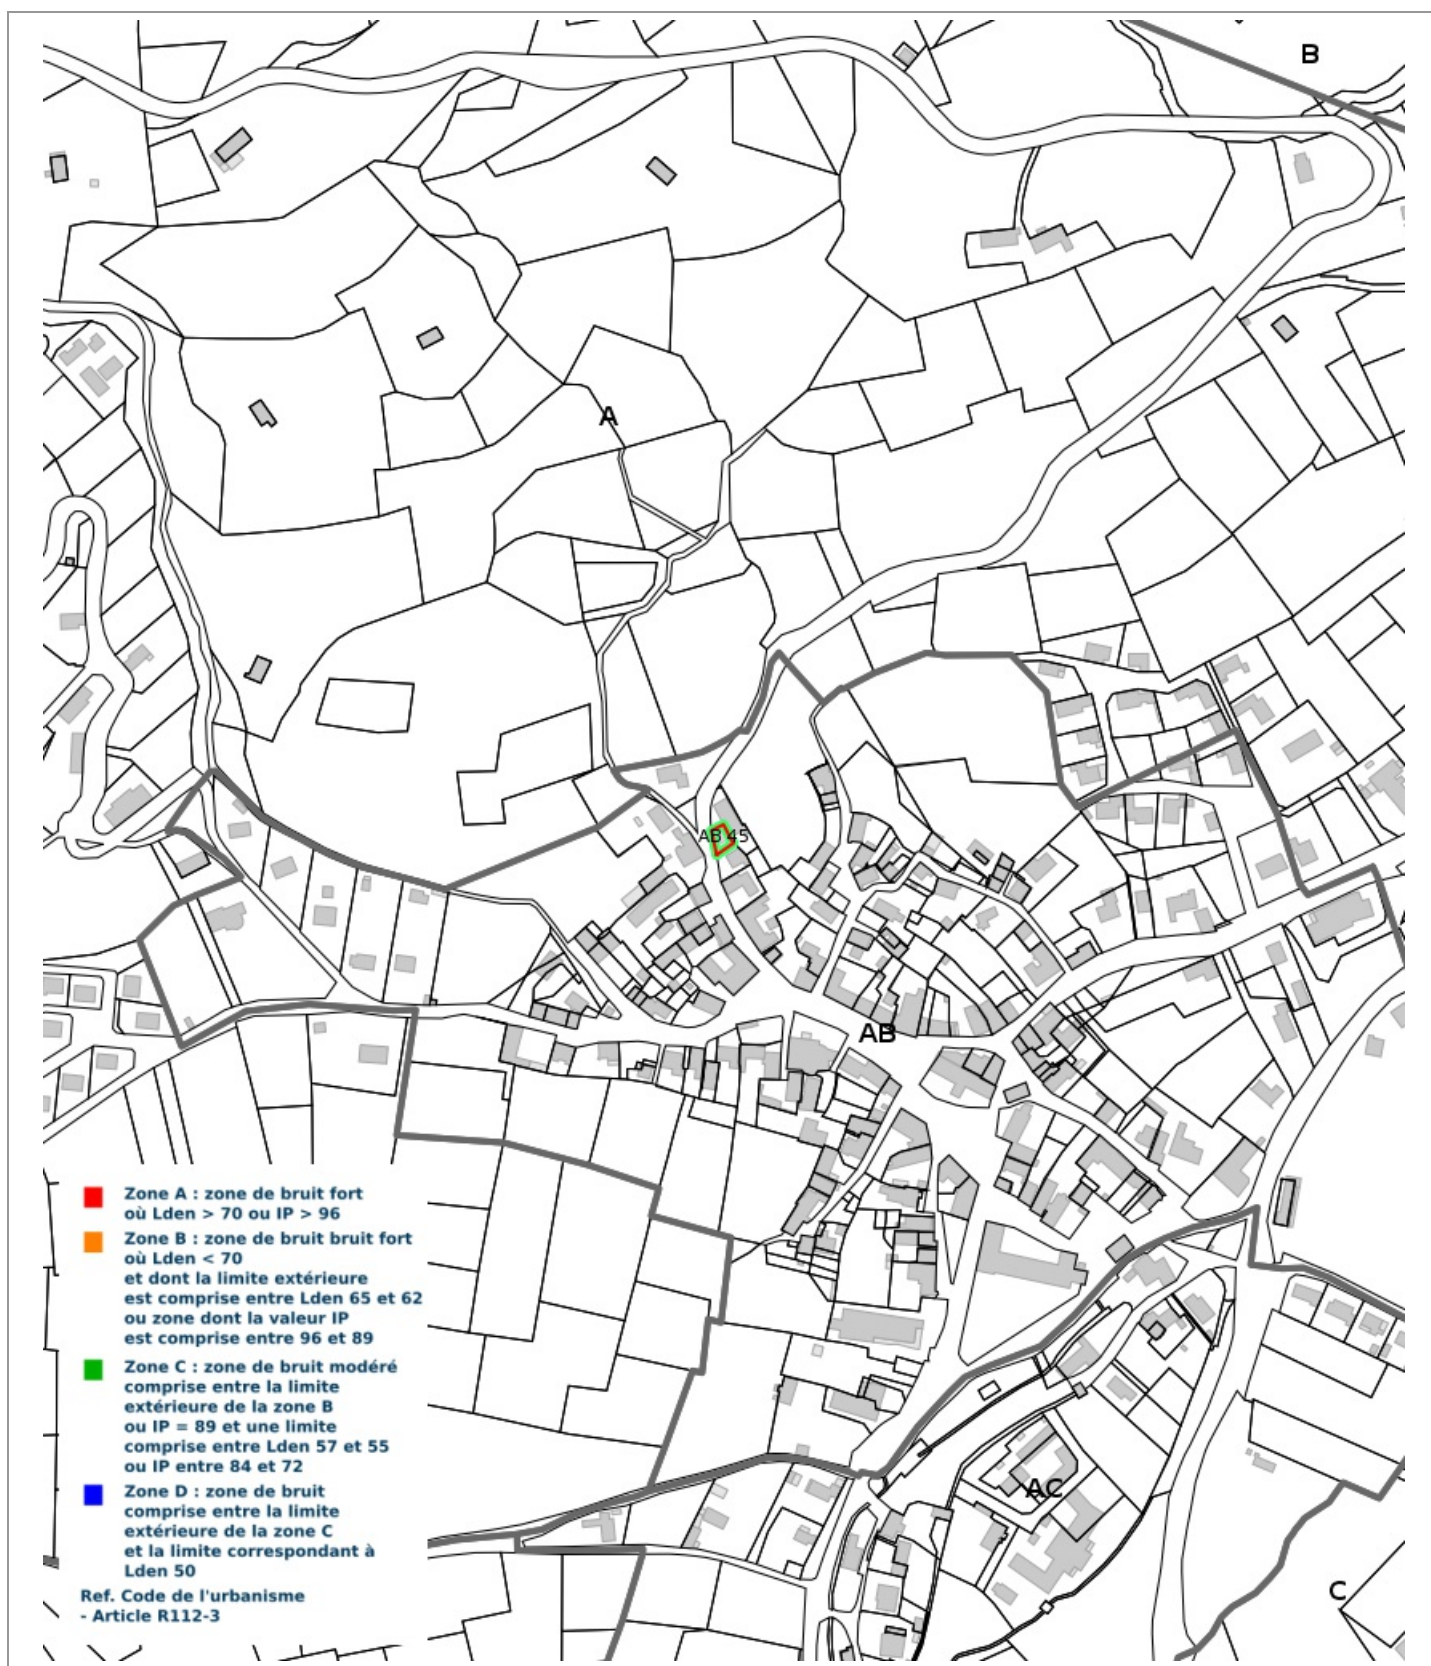 B
A
AB 45
AB
AC
C
Zone A : zone de bruit fort
où Lden > 70 ou IP > 96
Zone B : zone de bruit bruit fort
où Lden < 70
et dont la limite extérieure
est comprise entre Lden 65 et 62
ou zone dont la valeur IP
est comprise entre 96 et 89
Zone C : zone de bruit modéré
comprise entre la limite
extérieure de la zone B
ou IP = 89 et une limite
comprise entre Lden 57 et 55
ou IP entre 84 et 72
Zone D : zone de bruit
comprise entre la limite
extérieure de la zone C
et la limite correspondant à
Lden 50
Ref. Code de l'urbanisme
- Article R112-3